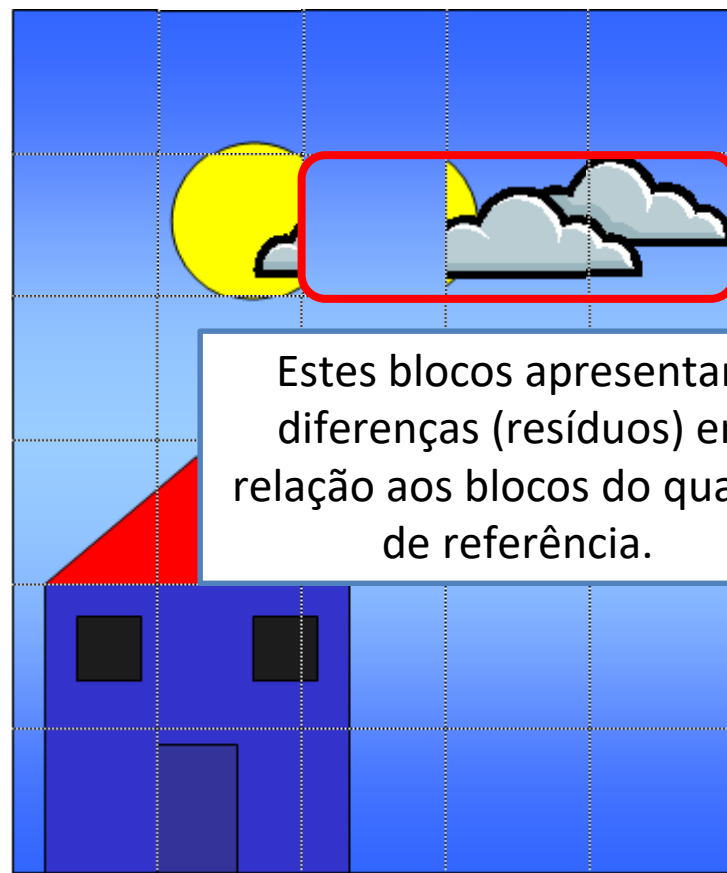 Estes blocos apresentar
diferenças (resíduos) er
relação aos blocos do qua
de referência.